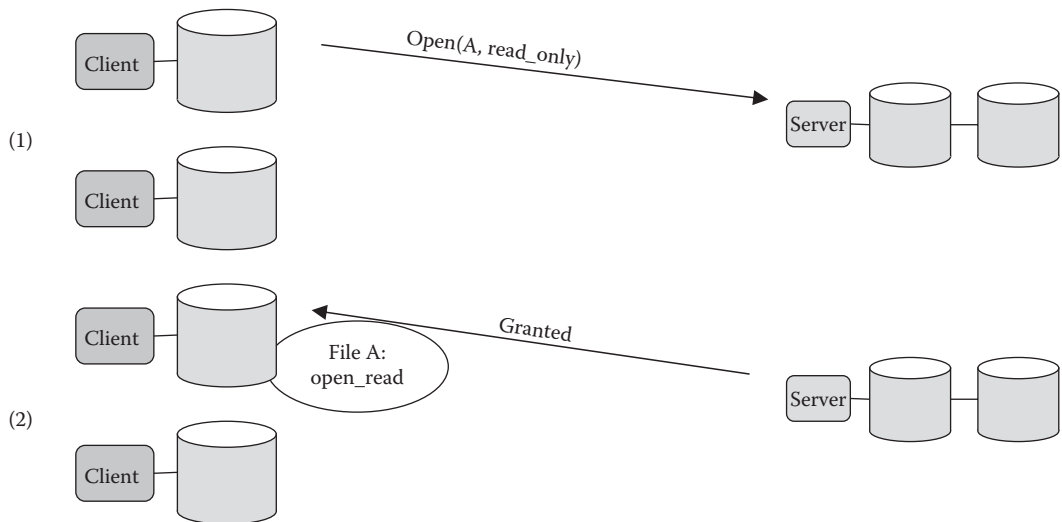 Client
Open(A, read_only)
Server
(1)
Client
Client
Granted
File A:
open_read
Server
(2)
Client